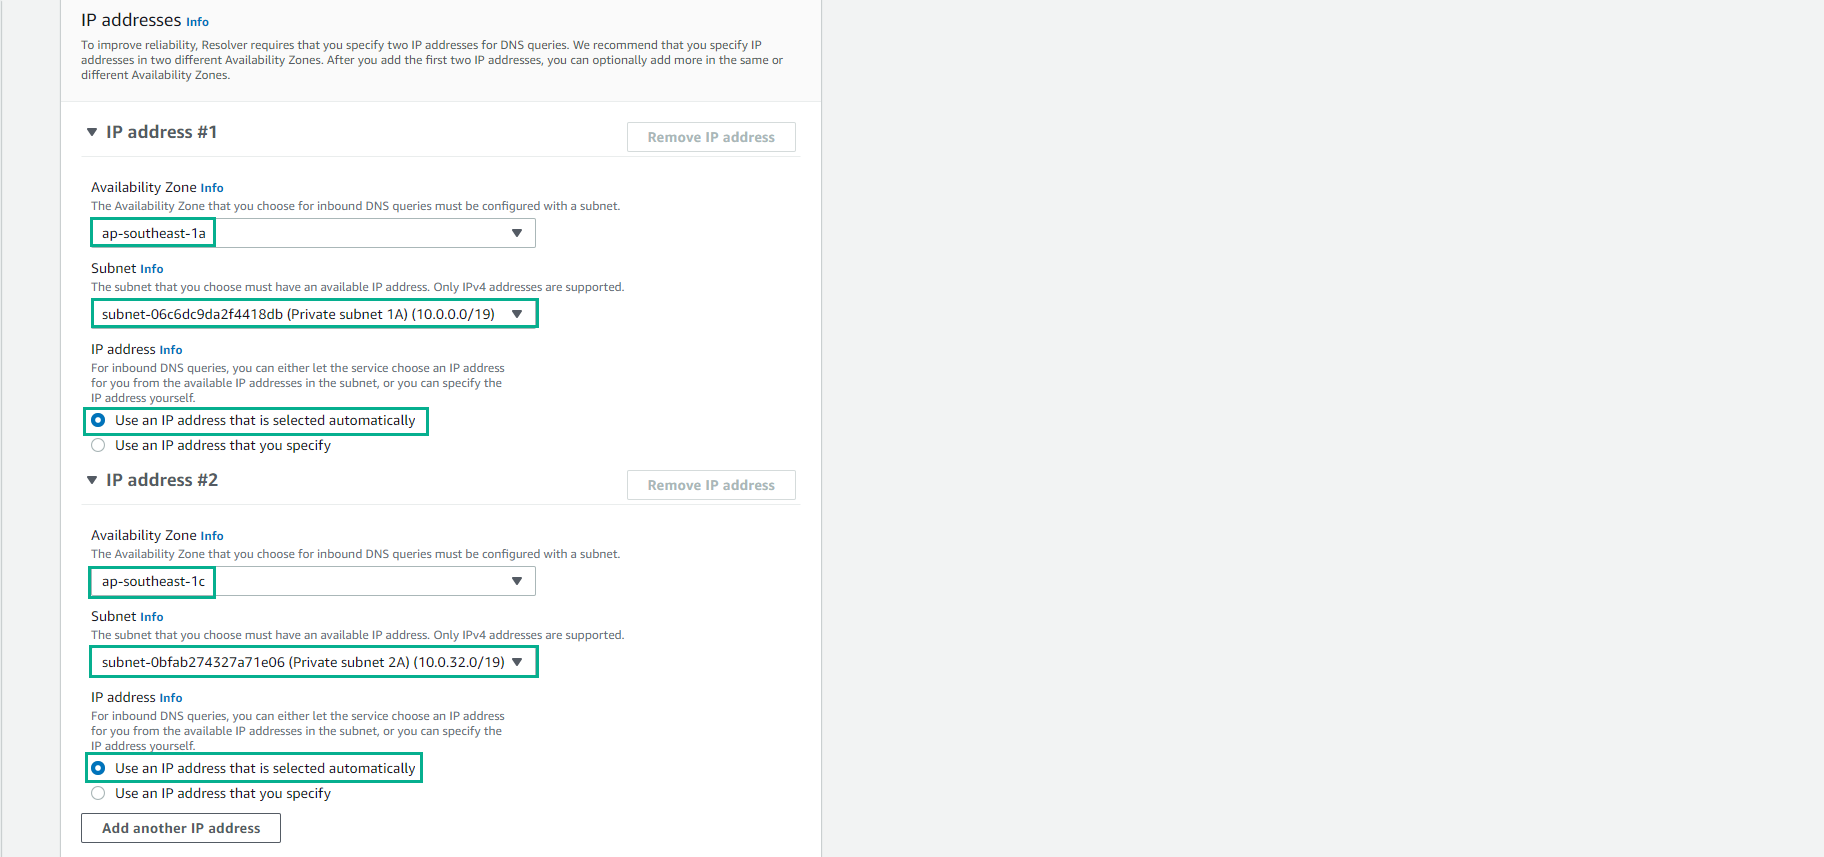 IP addresses Info
To improve reliability, Resolver requires that you specify two IP addresses for DNS queries. We recommend that you specify IP
addresses in two different Availability Zones. After you add the first two IP addresses, you can optionally add more in the same or
different Availability Zones.
IP address #1
Remove IP address
Availability Zone Info
The Availability Zone that you choose for inbound DNS queries must be configured with a subnet.
ap-southeast-1a
Subnet Info
The subnet that you choose must have an available IP address. Only IPv4 addresses are supported.
subnet-06c6dc9da2f4418db (Private subnet 1A) (10.0.0.0/19)
IP address Info
For inbound DNS queries, you can either let the service choose an IP address
for you from the available IP addresses in the subnet, or you can specify the
IP address yourself.
Use an IP address that is selected automatically
Use an IP address that you specify
IP address #2
Remove IP address
Availability Zone Info
The Availability Zone that you choose for inbound DNS queries must be configured with a subnet.
ap-southeast-1c
Subnet Info
The subnet that you choose must have an available IP address. Only IPv4 addresses are supported.
subnet-0bfab274327a71e06 (Private subnet 2A) (10.0.32.0/19)
IP address Info
For inbound DNS queries, you can either let the service choose an IP address
for you from the available IP addresses in the subnet, or you can specify the
IP address yourself.
Use an IP address that is selected automatically
Use an IP address that you specify
Add another IP address